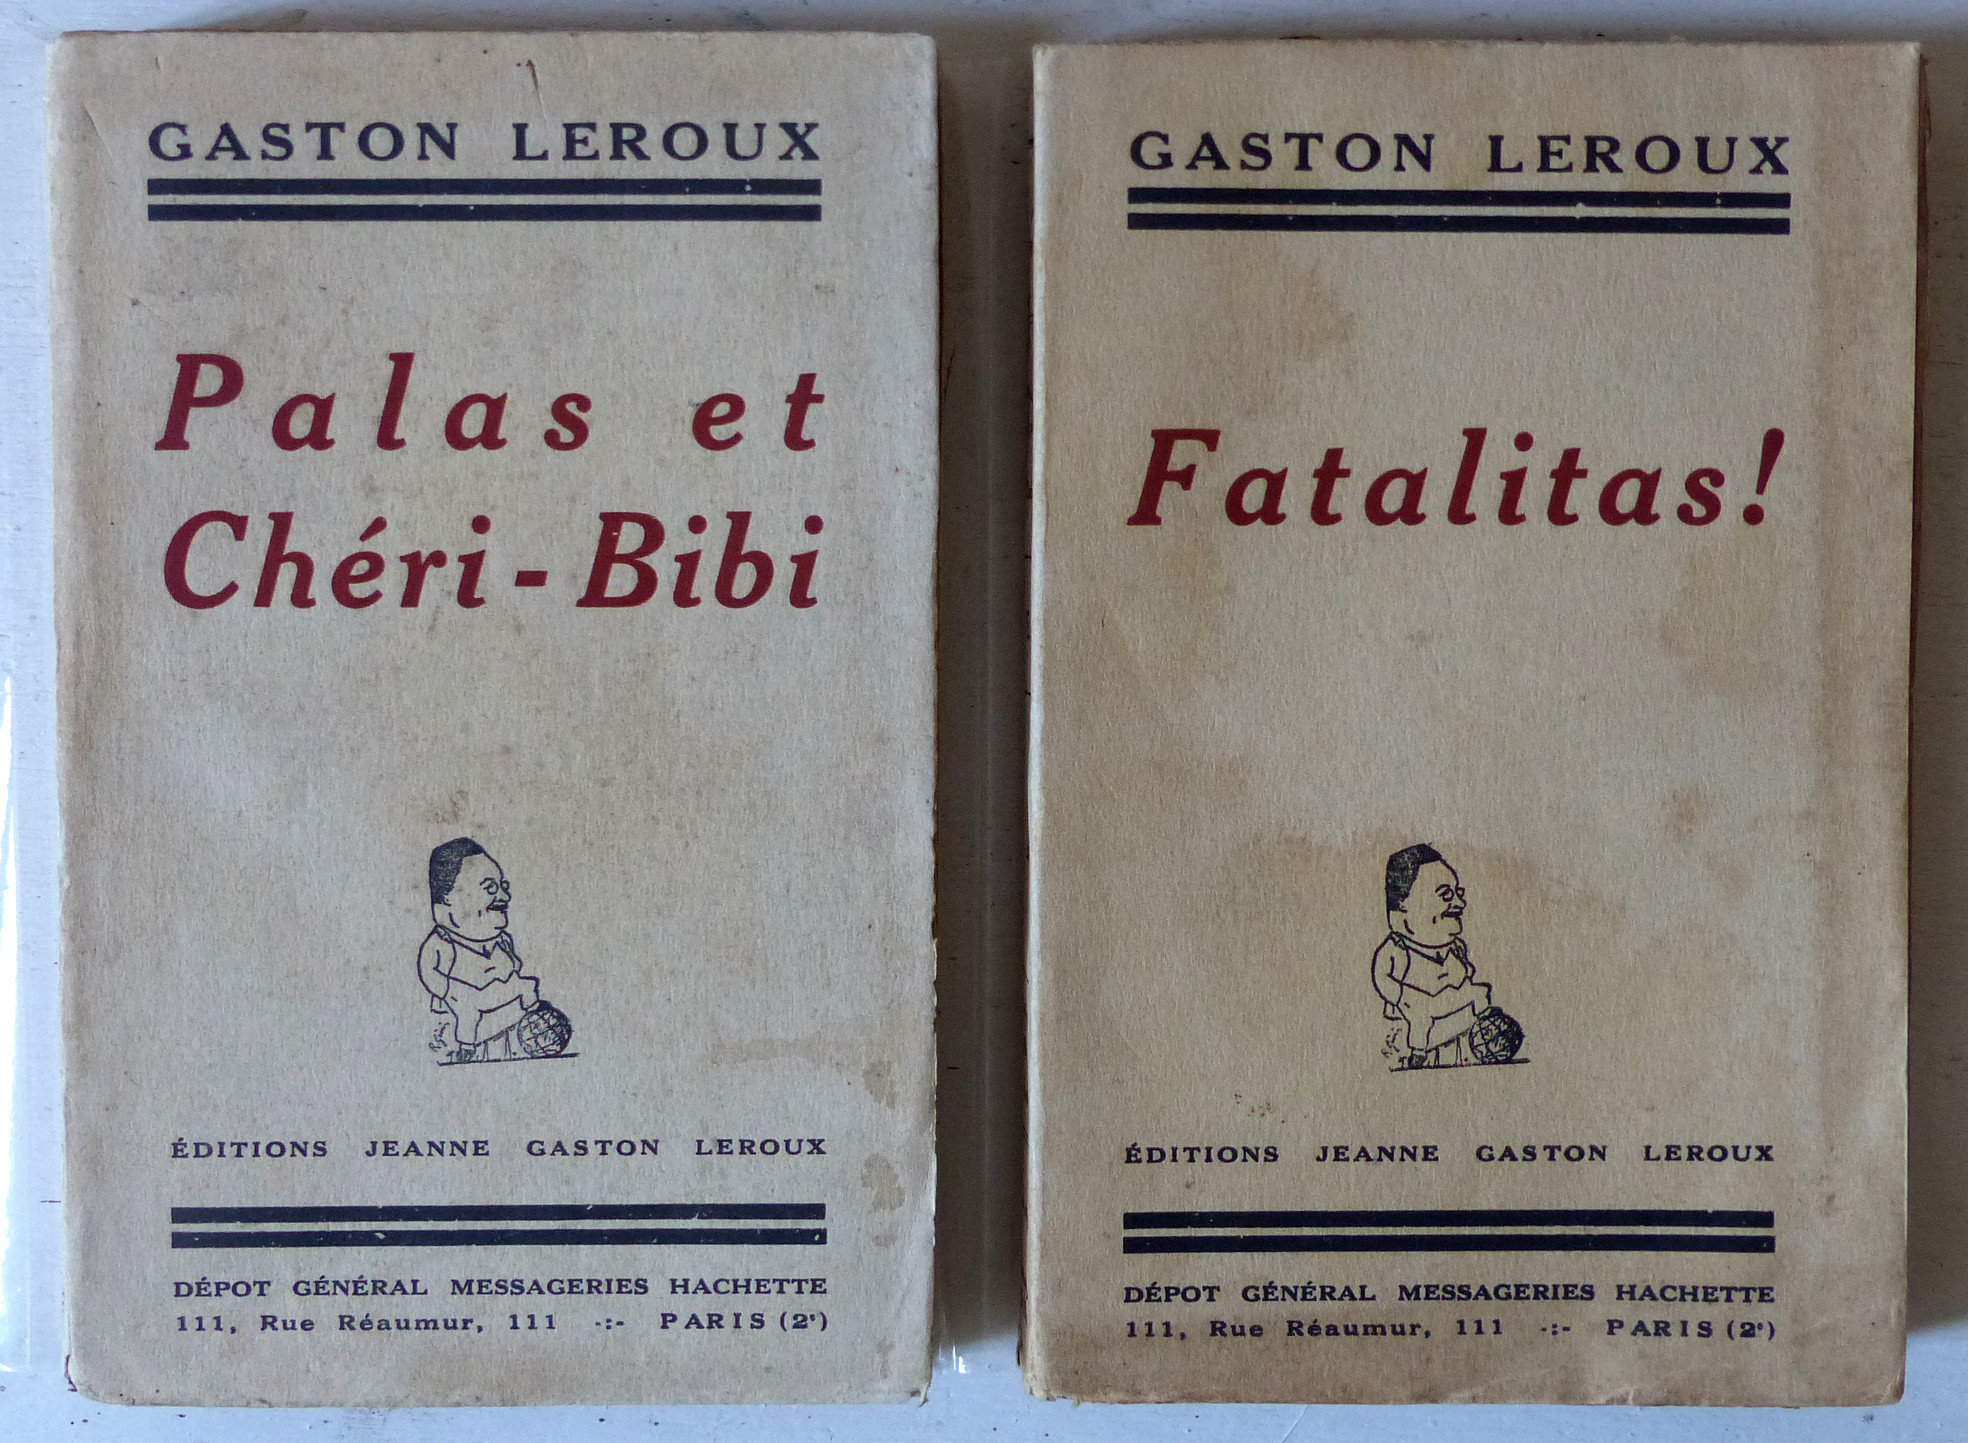 GASTON LEROUX
Palas et
Chéri-Bibi
ÉDITIONS JEANNE GASTON LEROUX
DÉPOT GÉNÉRAL MESSAGERIES HACHETTE
111, Rue Réaumur, 111 -:- PARIS (2e)
GASTON LEROUX
Fatalitas!
ÉDITIONS JEANNE GASTON LEROUX
DÉPOT GÉNÉRAL MESSAGERIES HACHETTE
111, Rue Réaumur, 111 -:- PARIS (2e)